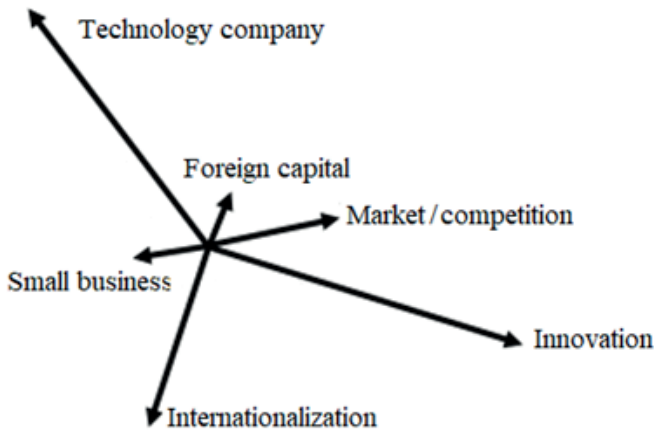 Technology company
Foreign capital
Market / competition
Small business
Innovation
Internationalization